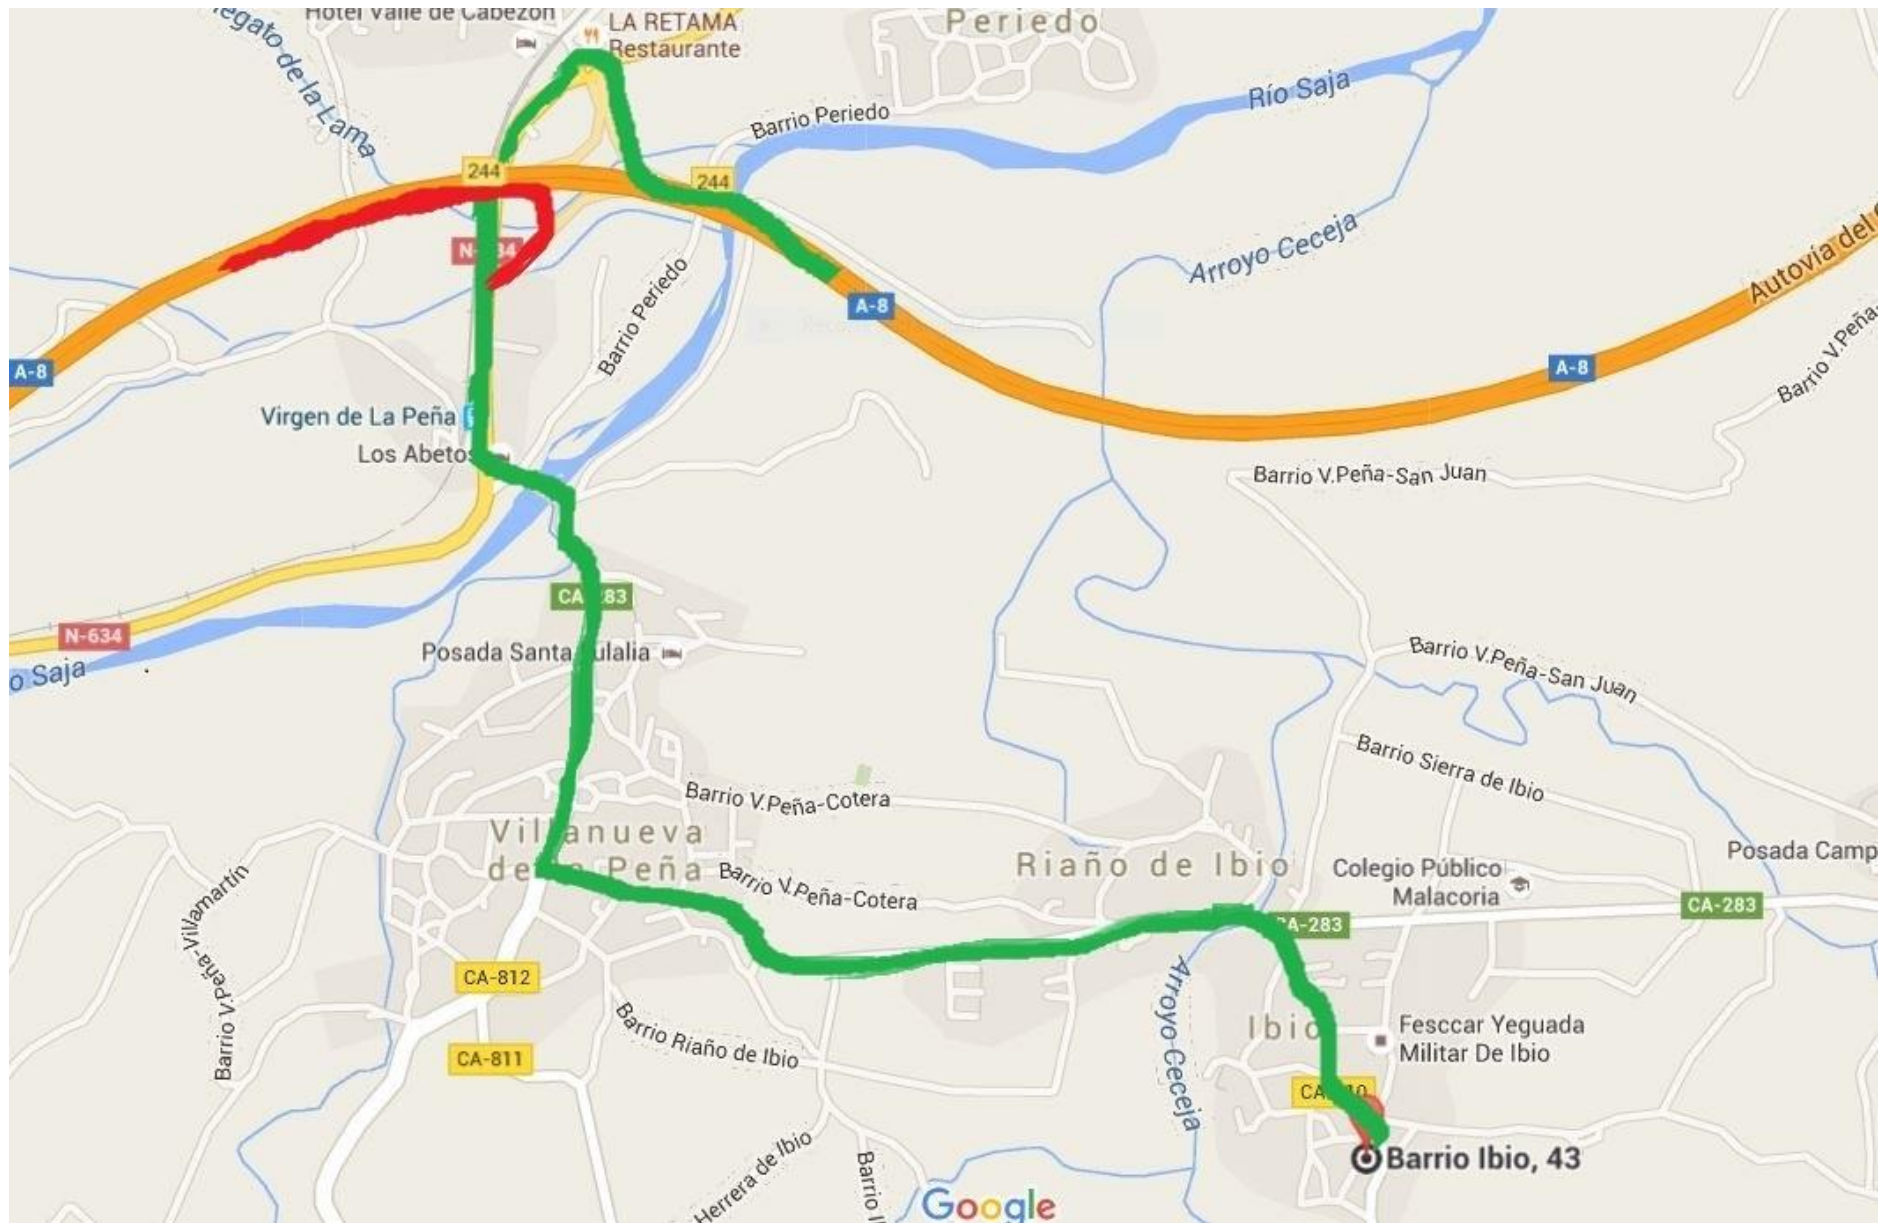 Hotel Valle de Cabezón
LA RETAMA
Restaurante
Periedo
Río Saja
Barrio Periedo
244
244
Arroyo Ceceja
Autovía del
Barrio Periedo
A-8
A-8
A-8
Barrio V.Peña-
Virgen de La Peña
Los Abetos
Barrio V.Peña-San Juan
N-634
Saja
Posada Santa
Barrio V.Peña-San Juan
Barrio Sierra de Ibio
Barrio V.Peña-Cotera
Villanueva
Peña
Barrio V.Peña-Cotera
Riaño de Ibio
Colegio Público
Malacoria
Posada Camp
CA-283
CA-283
Barrio V.Peña-Villamartín
CA-812
CA-811
Barrio Riaño de Ibio
Arroyo Ceceja
Ibio
Fesccar Yeguada
Militar De Ibio
Barrio Ibio, 43
Herrera de Ibio
Google